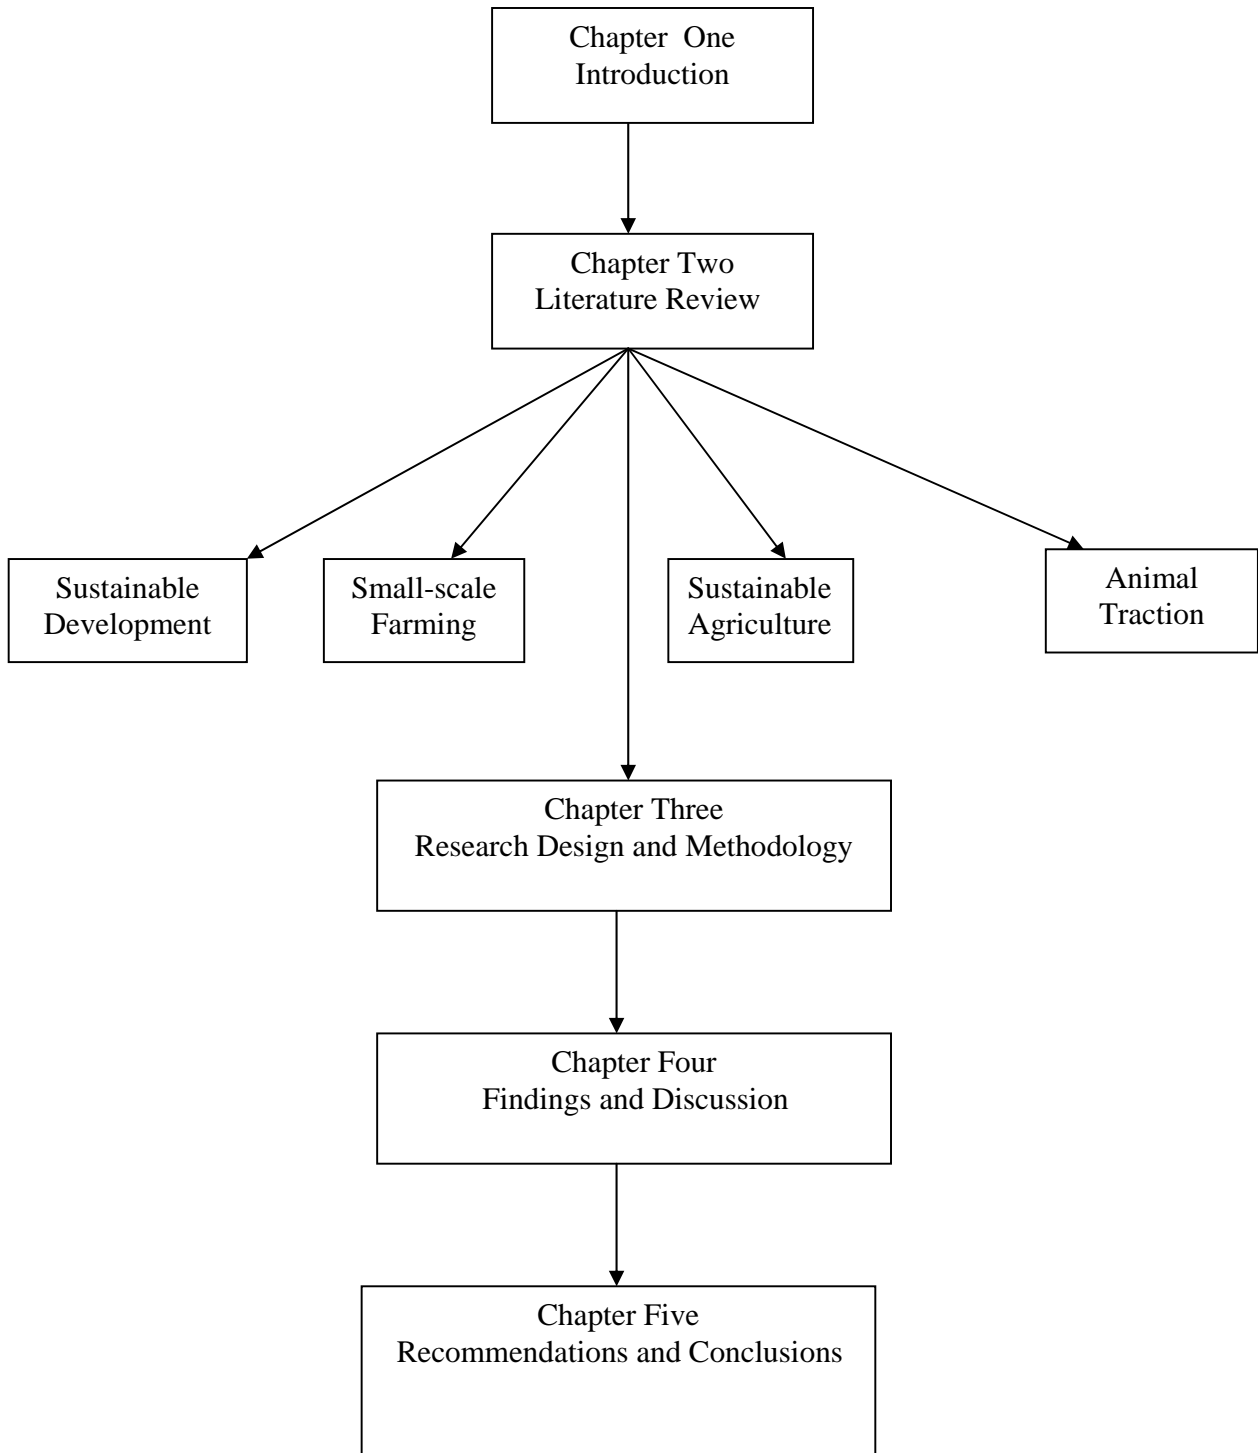 Chapter One
Introduction
Chapter Two
Literature Review
Sustainable
Development
Small-scale
Farming
Sustainable
Agriculture
Animal
Traction
Chapter Three
Research Design and Methodology
Chapter Four
Findings and Discussion
Chapter Five
Recommendations and Conclusions